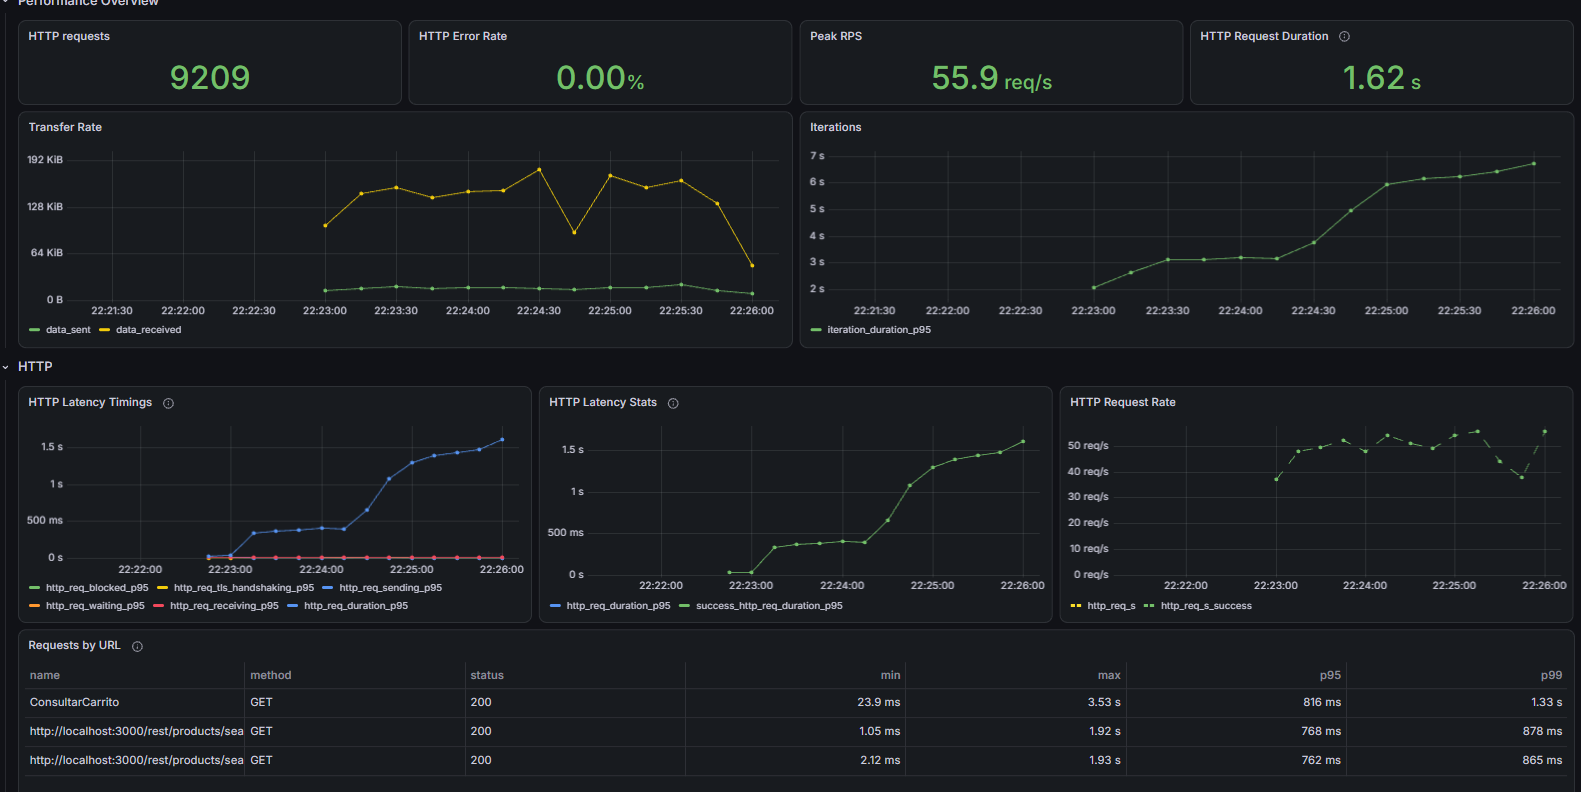 Performance Overview
HTTP requests
9209
HTTP Error Rate
0.00%
Peak RPS
55.9 req/s
HTTP Request Duration
1.62 s
Transfer Rate
192 KiB
128 KiB
64 KiB
0 B
22:21:30 22:22:00 22:22:30 22:23:00 22:23:30 22:24:00 22:24:30 22:25:00 22:25:30 22:26:00
data_sent data_received
Iterations
7 s
6 s
5 s
4 s
3 s
2 s
22:21:30 22:22:00 22:22:30 22:23:00 22:23:30 22:24:00 22:24:30 22:25:00 22:25:30 22:26:00
iteration_duration_p95
HTTP
HTTP Latency Timings
1.5 s
1 s
500 ms
0 s
22:22:00 22:23:00 22:24:00 22:25:00 22:26:00
http_req_blocked_p95 http_req_tls_handshaking_p95 http_req_sending_p95
http_req_waiting_p95 http_req_receiving_p95 http_req_duration_p95
HTTP Latency Stats
1.5 s
1 s
500 ms
0 s
22:22:00 22:23:00 22:24:00 22:25:00 22:26:00
http_req_duration_p95 success_http_req_duration_p95
HTTP Request Rate
50 req/s
40 req/s
30 req/s
20 req/s
10 req/s
0 req/s
22:22:00 22:23:00 22:24:00 22:25:00 22:26:00
http_req_s http_req_s_success
Requests by URL
name method status min max p95 p99
ConsultarCarrito GET 200 23.9 ms 3.53 s 816 ms 1.33 s
http://localhost:3000/rest/products/sea GET 200 1.05 ms 1.92 s 768 ms 878 ms
http://localhost:3000/rest/products/sea GET 200 2.12 ms 1.93 s 762 ms 865 ms